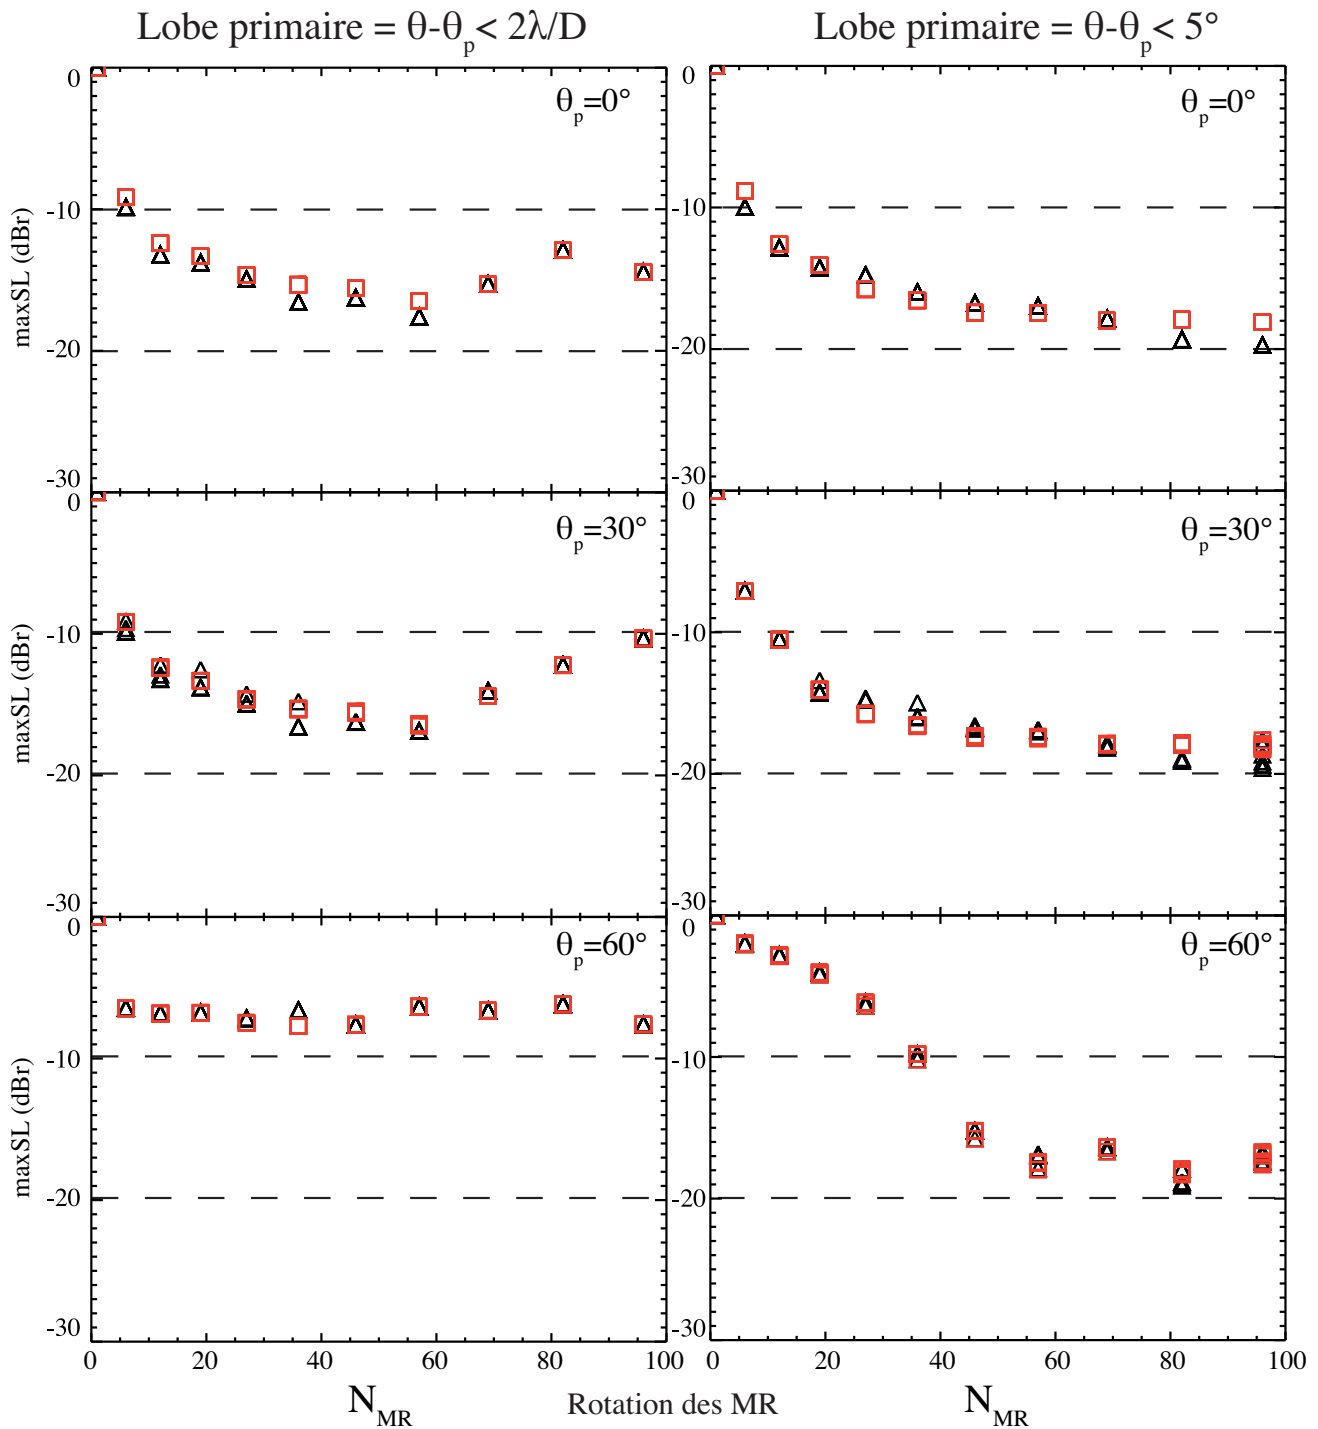 Lobe primaire = θ-θp< 2λ/D
Lobe primaire = θ-θp< 5°
0
-10
-20
-30
maxSL (dBr)
θp=0°
0
-10
-20
-30
θp=0°
0
-10
-20
-30
maxSL (dBr)
θp=30°
0
-10
-20
-30
θp=30°
0
-10
-20
-30
maxSL (dBr)
θp=60°
0
-10
-20
-30
θp=60°
0 20 40 60 80 100
0 20 40 60 80 100
NMR
Rotation des MR
NMR